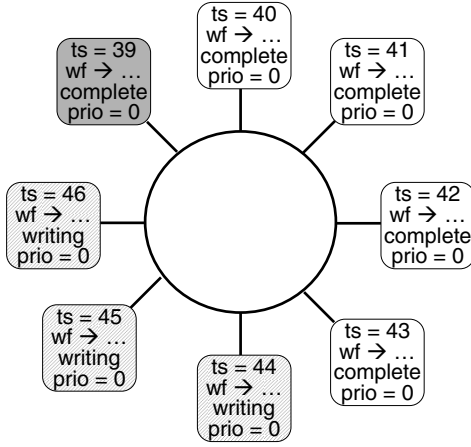 ts = 40
wf → ...
complete
prio = 0
ts = 41
wf → ...
complete
prio = 0
ts = 42
wf → ...
complete
prio = 0
ts = 43
wf → ...
complete
prio = 0
ts = 44
wf → ...
writing
prio = 0
ts = 45
wf → ...
writing
prio = 0
ts = 46
wf → ...
writing
prio = 0
ts = 39
wf → ...
complete
prio = 0